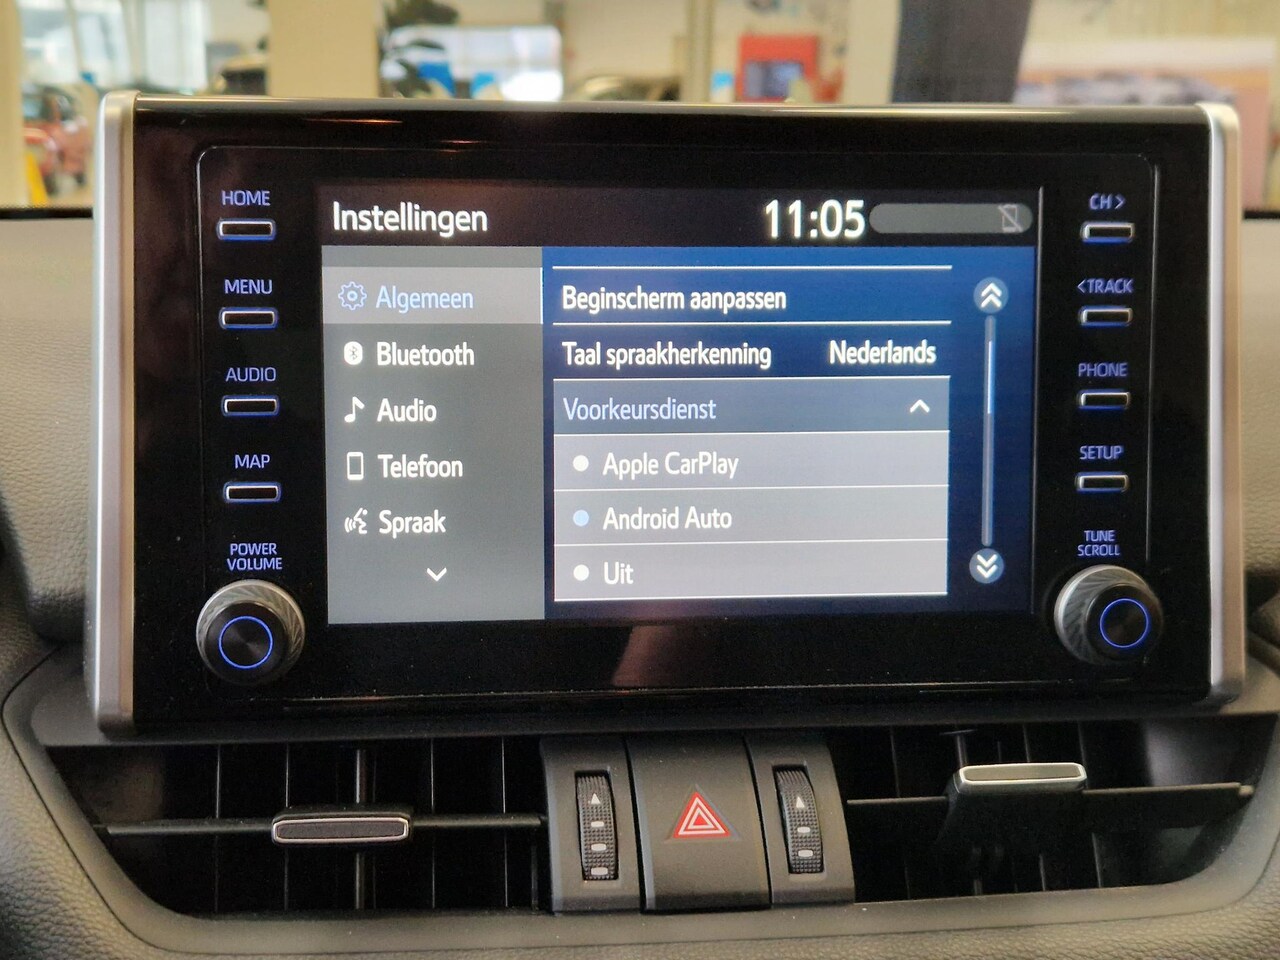 HOME
MENU
AUDIO
MAP
POWER
VOLUME
Instellingen
11:05
Algemeen
Bluetooth
Audio
Telefoon
Spraak
Beginscherm aanpassen
Taal spraakherkenning Nederlands
Voorkeursdienst
Apple CarPlay
Android Auto
Uit
CH>
<TRACK
PHONE
SETUP
TUNE
SCROLL